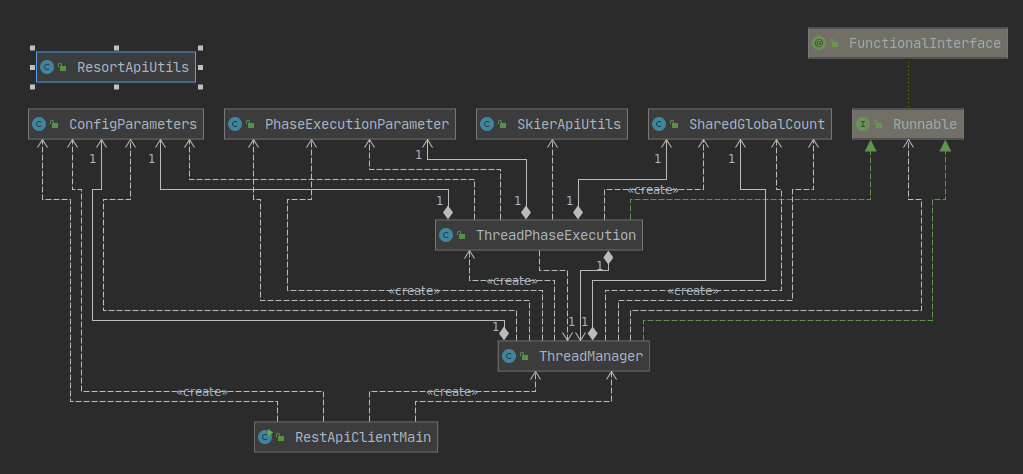 FunctionalInterface
ResortApiUtils
ConfigParameters
PhaseExecutionParameter
SkierApiUtils
SharedGlobalCount
Runnable
1
1
1
1
1
«create»
1
1
1
ThreadPhaseExecution
1
«create»
«create»
«create»
1
1
1
ThreadManager
«create»
«create»
RestApiClientMain